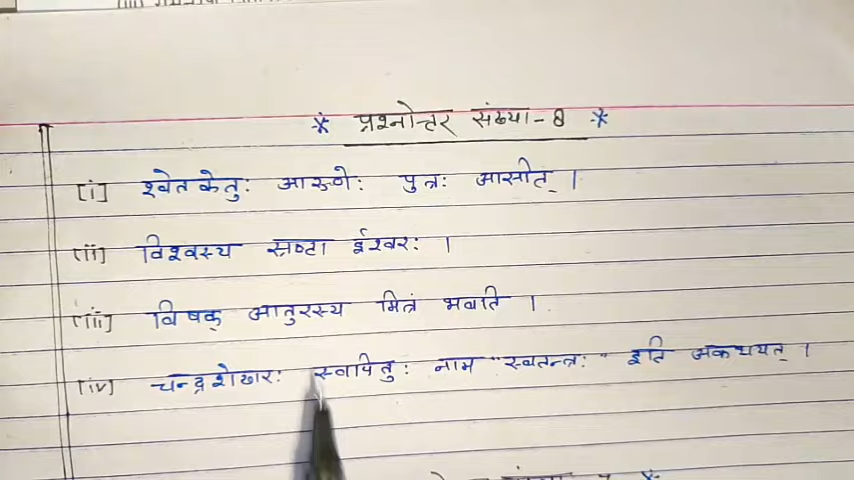 * प्रश्नोत्तर संख्या-8 *
[i] श्वेतकेतुः आरुणेः पुत्रः आसीत् ।
[ii] विश्वस्य स्रष्टा ईश्वरः ।
[iii] विषक् आतुरस्य मित्रं भवति ।
[iv] चन्द्रशेखरः स्वपितुः नाम "स्वतन्त्रः" इति अकथयत् ।